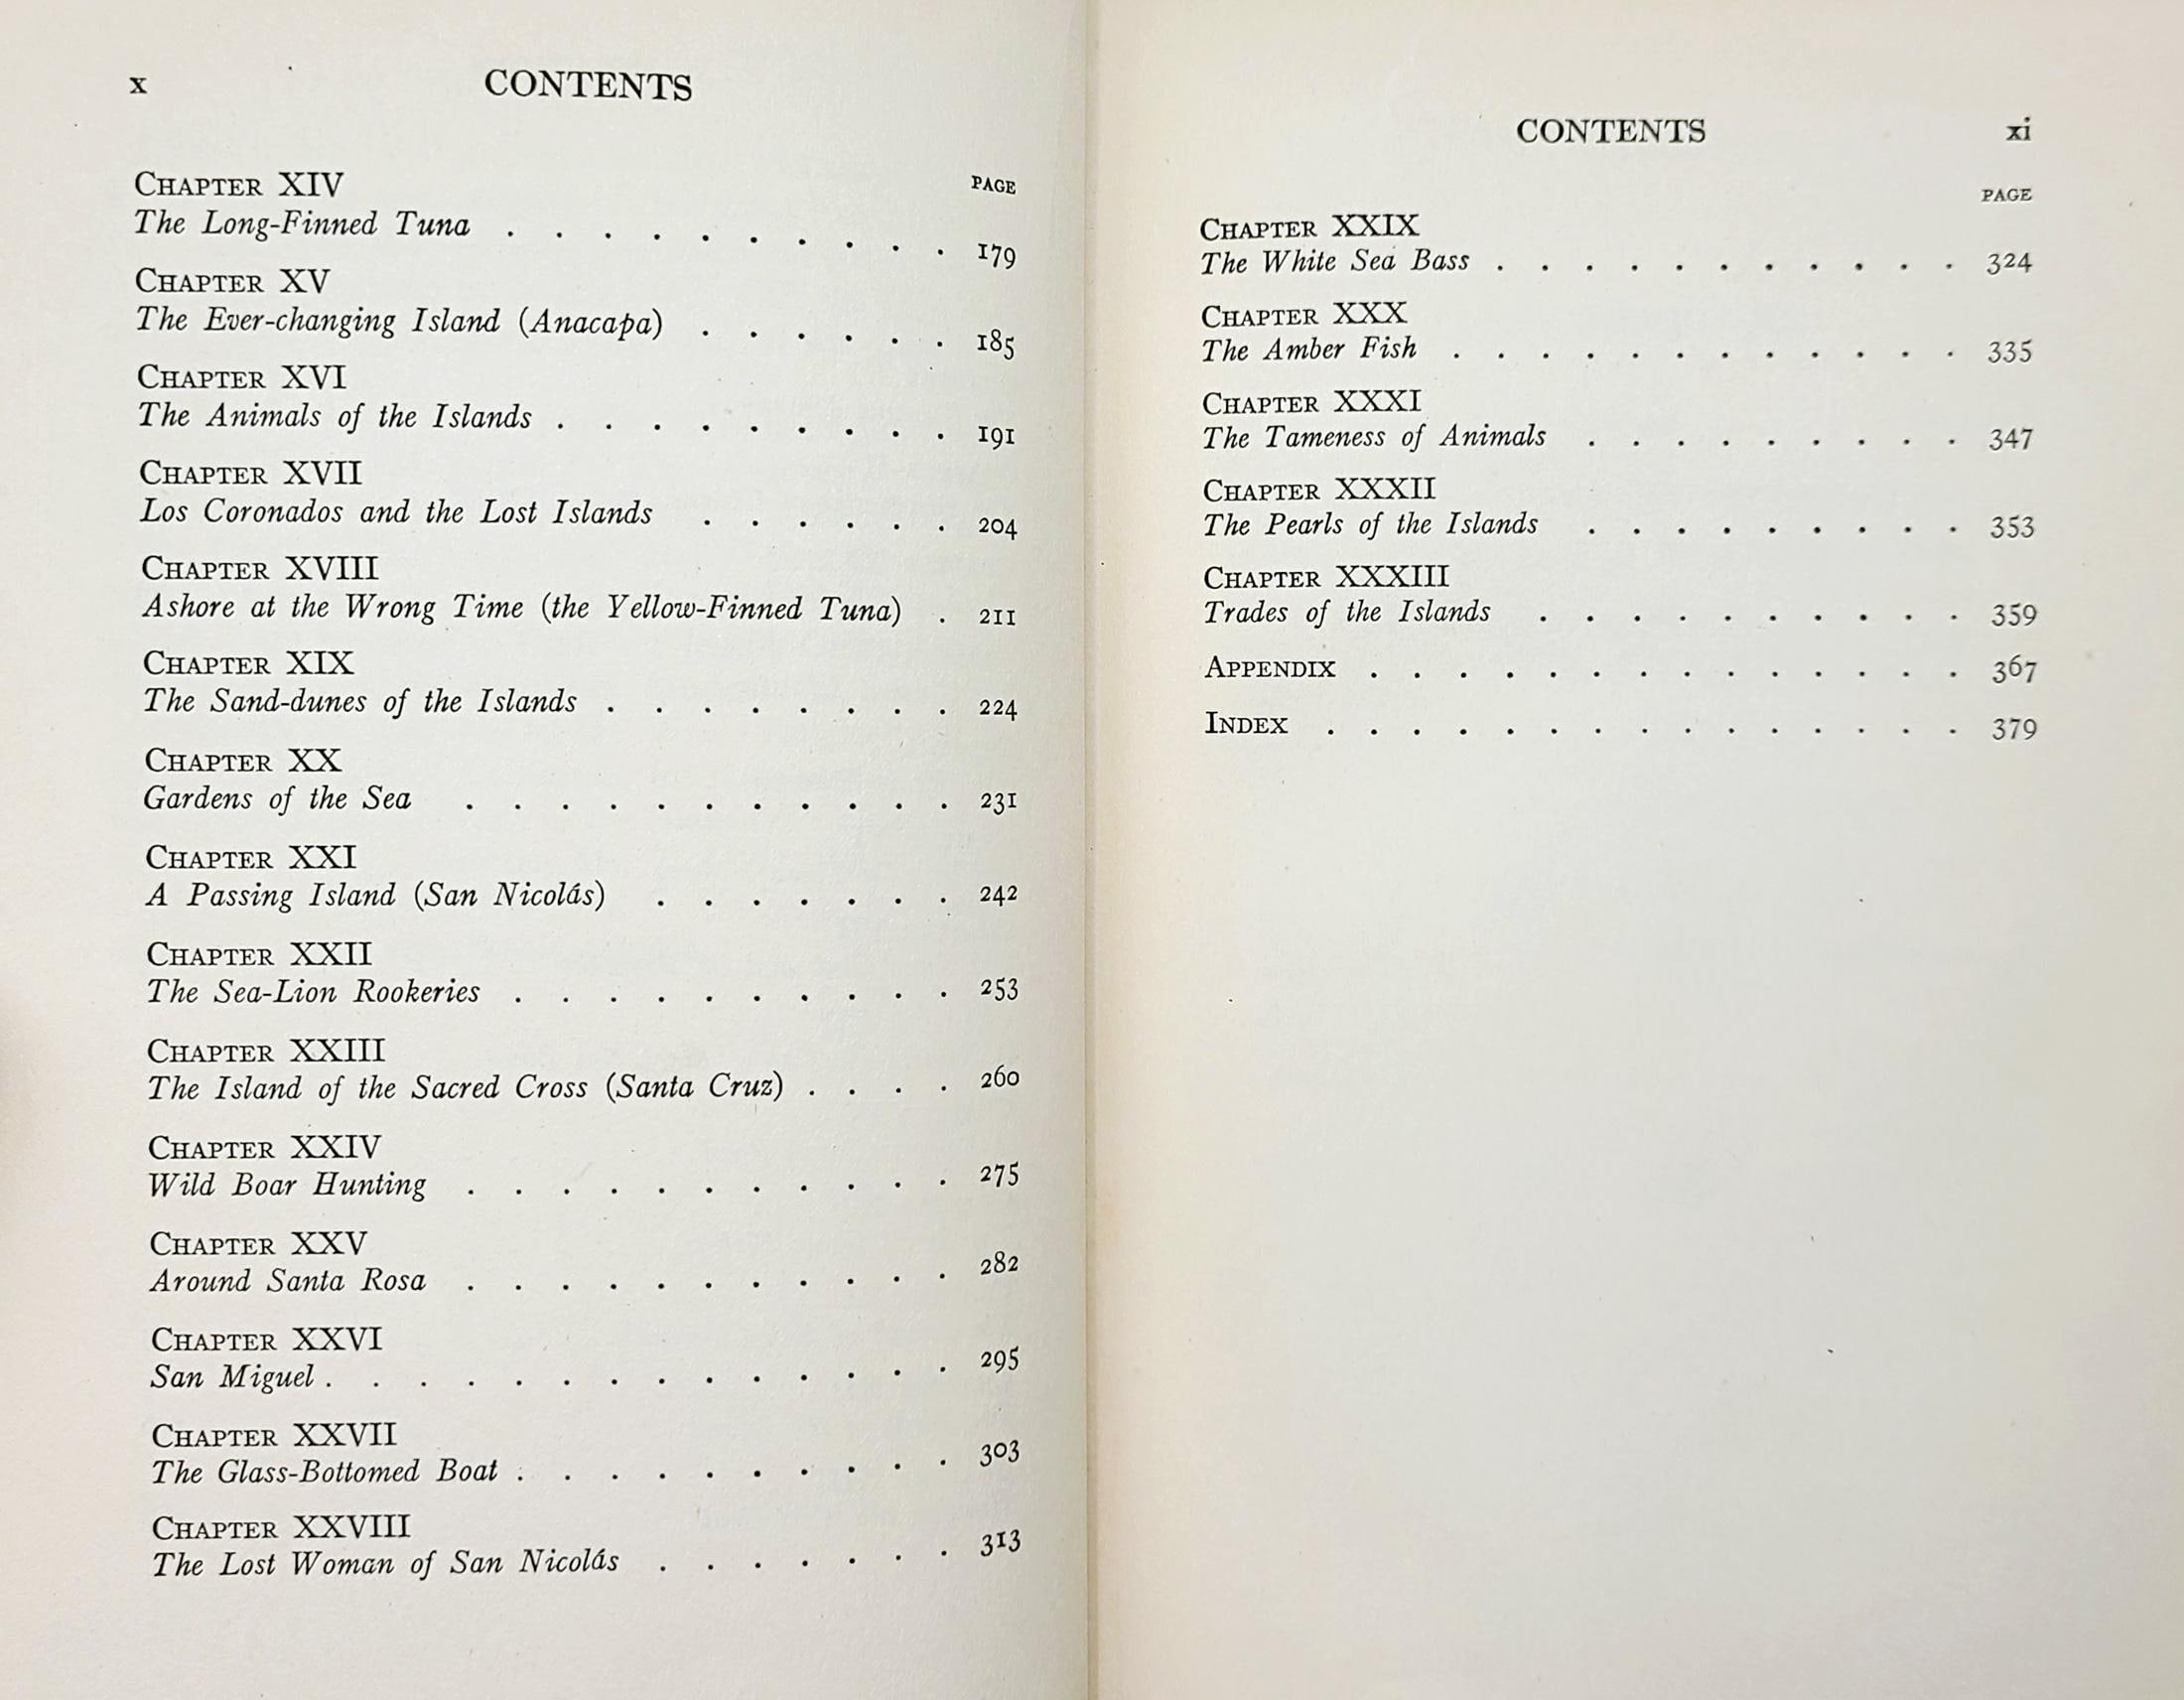 x CONTENTS
PAGE
CHAPTER XIV
The Long-Finned Tuna . . . . . . . . . . 179
CHAPTER XV
The Ever-changing Island (Anacapa) . . . . . . 185
CHAPTER XVI
The Animals of the Islands . . . . . . . . . 191
CHAPTER XVII
Los Coronados and the Lost Islands . . . . . . 204
CHAPTER XVIII
Ashore at the Wrong Time (the Yellow-Finned Tuna) . 211
CHAPTER XIX
The Sand-dunes of the Islands . . . . . . . . 224
CHAPTER XX
Gardens of the Sea . . . . . . . . . . . 231
CHAPTER XXI
A Passing Island (San Nicolás) . . . . . . . 242
CHAPTER XXII
The Sea-Lion Rookeries . . . . . . . . . . 253
CHAPTER XXIII
The Island of the Sacred Cross (Santa Cruz) . . . . 260
CHAPTER XXIV
Wild Boar Hunting . . . . . . . . . . . 275
CHAPTER XXV
Around Santa Rosa . . . . . . . . . . . 282
CHAPTER XXVI
San Miguel . . . . . . . . . . . . . . 295
CHAPTER XXVII
The Glass-Bottomed Boat . . . . . . . . . . 303
CHAPTER XXVIII
The Lost Woman of San Nicolás . . . . . . . 313
CONTENTS xi
PAGE
CHAPTER XXIX
The White Sea Bass . . . . . . . . . . . 324
CHAPTER XXX
The Amber Fish . . . . . . . . . . . . 335
CHAPTER XXXI
The Tameness of Animals . . . . . . . . . 347
CHAPTER XXXII
The Pearls of the Islands . . . . . . . . . 353
CHAPTER XXXIII
Trades of the Islands . . . . . . . . . . 359
APPENDIX . . . . . . . . . . . . . . 367
INDEX . . . . . . . . . . . . . . . 379